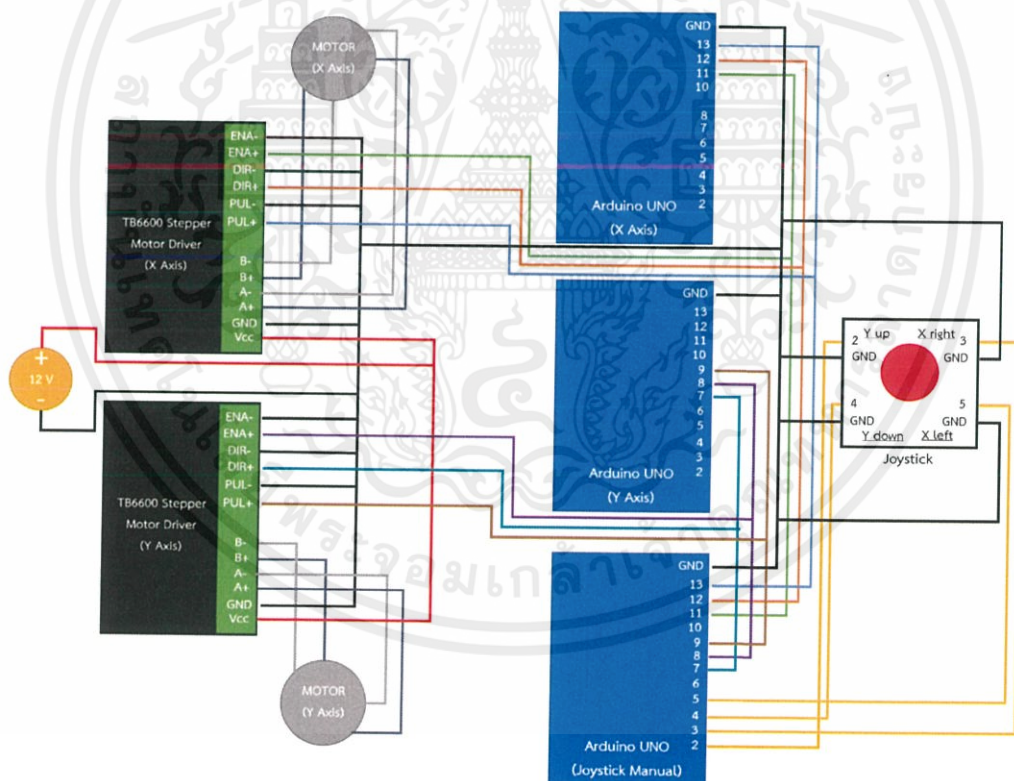 MOTOR
(X Axis)
ENA-
ENA+
DIR-
DIR+
PUL-
PUL+
B-
B+
A-
A+
GND
Vcc
TB6600 Stepper
Motor Driver
(X Axis)
+
12 V
-
ENA-
ENA+
DIR-
DIR+
PUL-
PUL+
B-
B+
A-
A+
GND
Vcc
TB6600 Stepper
Motor Driver
(Y Axis)
MOTOR
(Y Axis)
GND
13
12
11
10
8
7
6
5
4
3
2
Arduino UNO
(X Axis)
GND
13
12
11
10
9
8
7
6
5
4
3
2
Arduino UNO
(Y Axis)
GND
13
12
11
10
9
8
7
6
5
4
3
2
Arduino UNO
(Joystick Manual)
2 Y up X right 3
GND GND
4 5
GND GND
Y down X left
Joystick